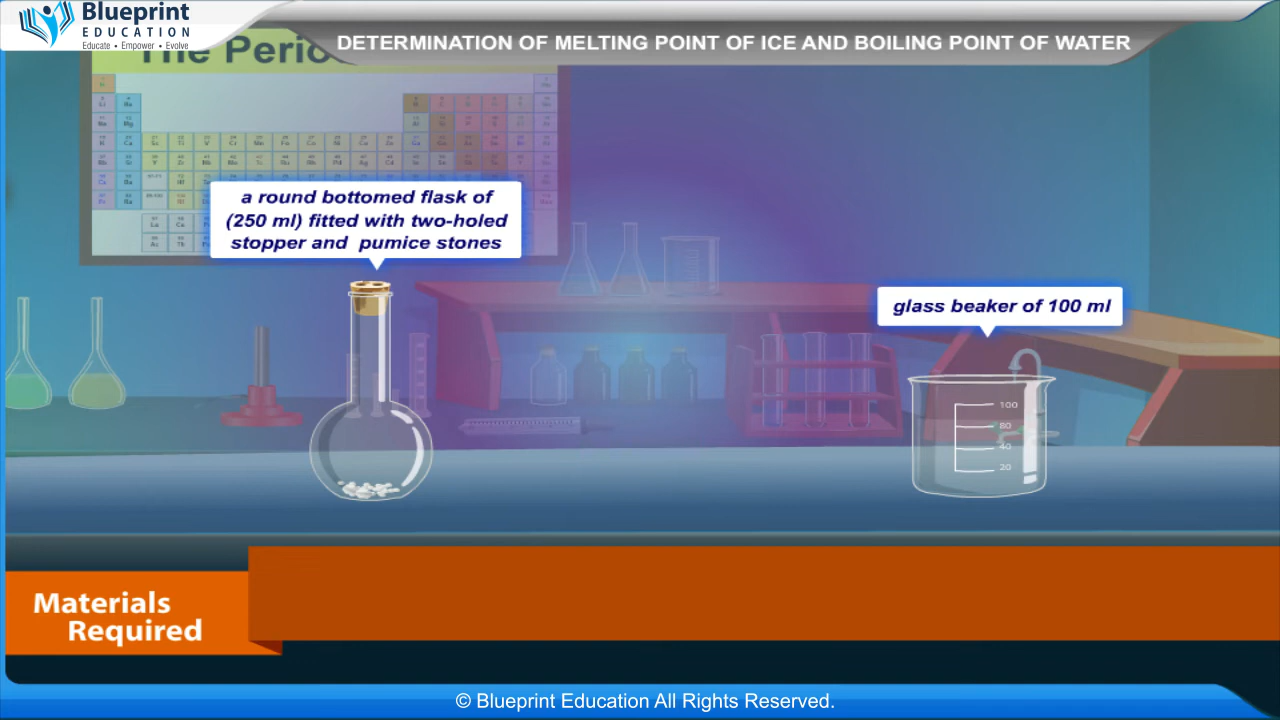 Blueprint
EDUCATION
Educate • Empower • Evolve
DETERMINATION OF MELTING POINT OF ICE AND BOILING POINT OF WATER
The Perio
a round bottomed flask of
(250 ml) fitted with two-holed
stopper and pumice stones
glass beaker of 100 ml
100
80
40
20
Materials
Required
© Blueprint Education All Rights Reserved.